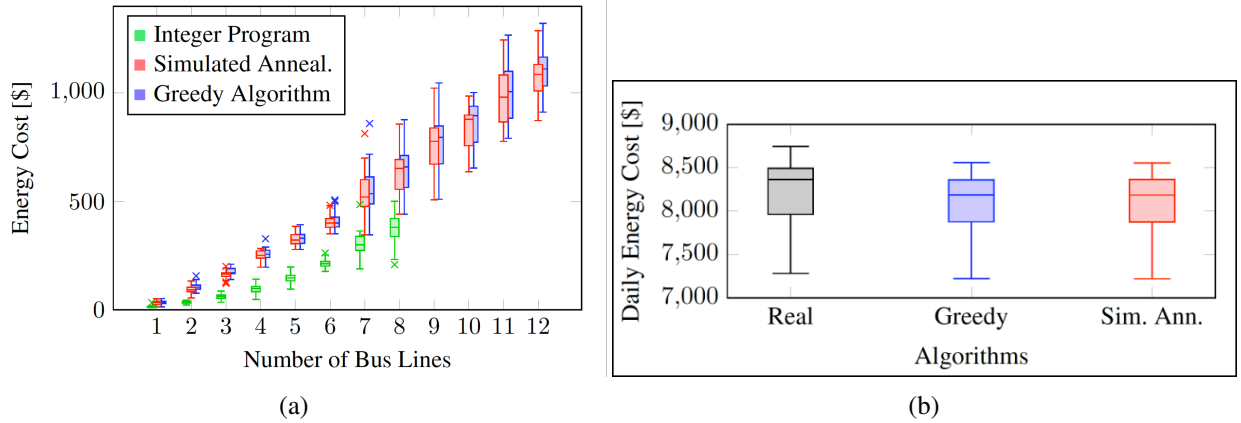 Integer Program
Simulated Anneal.
Greedy Algorithm
Energy Cost [$]
1,000
500
0
1 2 3 4 5 6 7 8 9 10 11 12
Number of Bus Lines
(a)
Daily Energy Cost [$]
9,000
8,500
8,000
7,500
7,000
Real Greedy Sim. Ann.
Algorithms
(b)